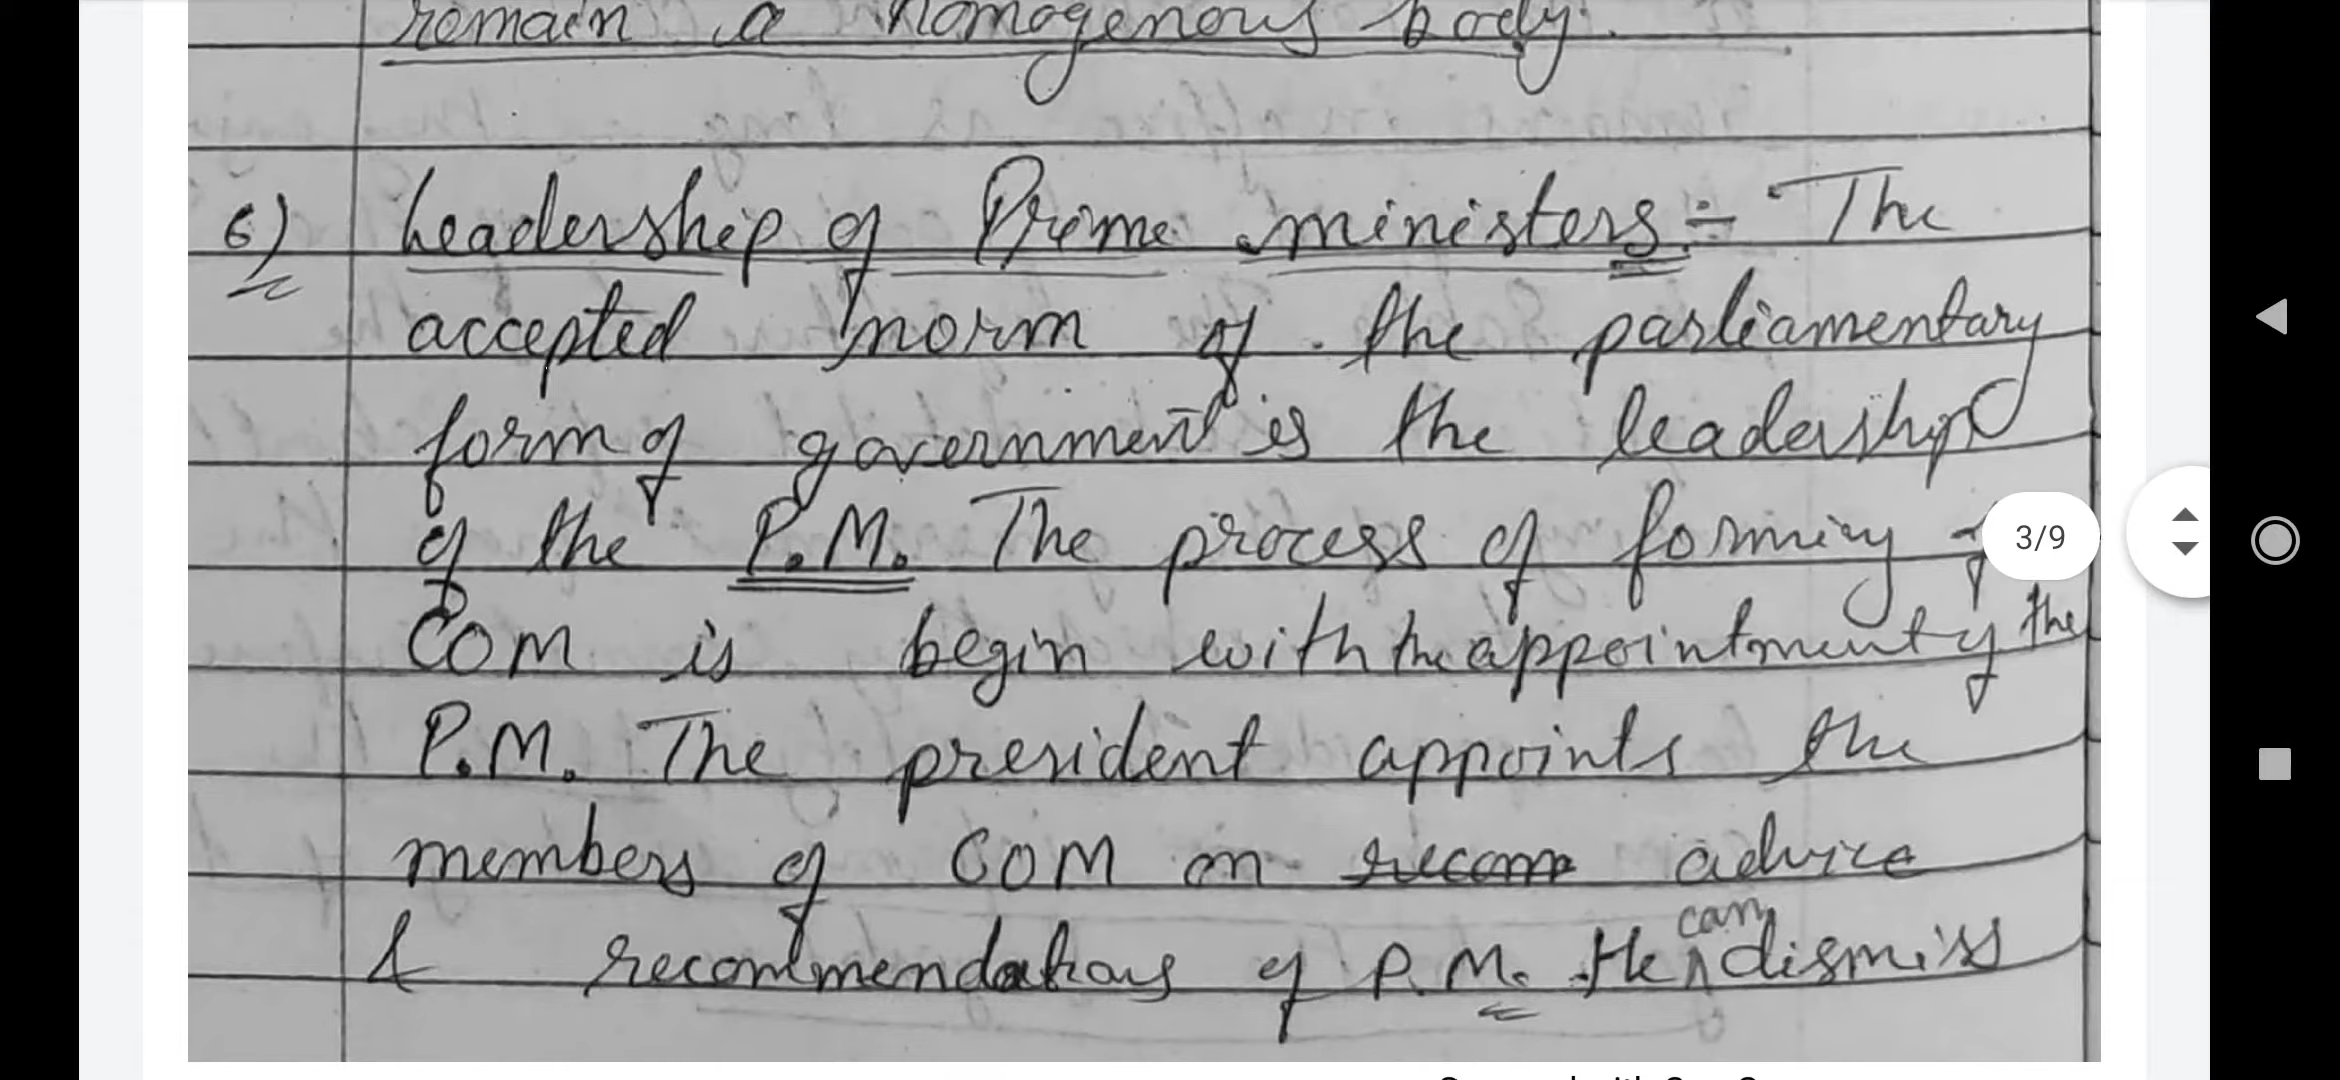 remain a homogenous body.
6) Leadership of Prime ministers :- The
accepted norm of the parliamentary
form of government is the leadership
of the P.M. The process of forming of
COM is begin with the appointment of the
P.M. The president appoints the
members of COM on recom advice
& recommendations of P.M. He can dismiss
3/9